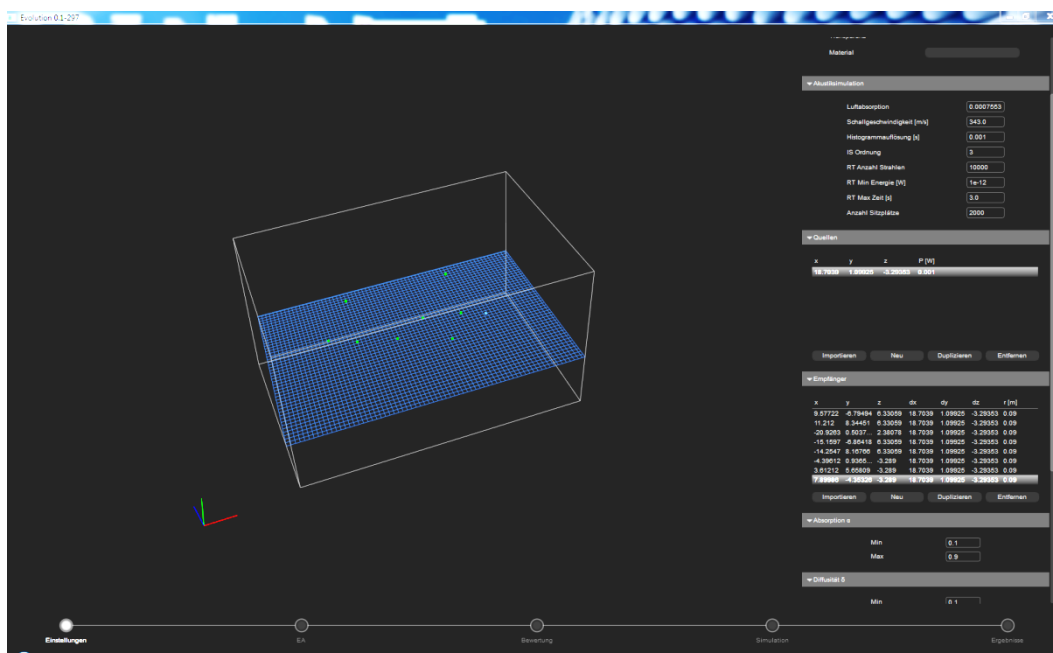 Evolution 0.1-297
Material
Akustiksimulation
Luftabsorption 0.0007553
Schallgeschwindigkeit [m/s] 343.0
Histogrammauflösung [s] 0.001
IS Ordnung 3
RT Anzahl Strahlen 10000
RT Min Energie [W] 1e-12
RT Max Zeit [s] 3.0
Anzahl Sitzplätze 2000
Quellen
x y z P [W]
18.7039 1.09925 -3.29353 0.001
Importieren Neu Duplizieren Entfernen
Empfänger
x y z dx dy dz r [m]
9.57722 -6.79494 6.33059 18.7039 1.09925 -3.29353 0.09
11.212 8.34451 6.33059 18.7039 1.09925 -3.29353 0.09
-20.9263 0.5037... 2.38078 18.7039 1.09925 -3.29353 0.09
-15.1597 -6.86418 6.33059 18.7039 1.09925 -3.29353 0.09
-14.2547 8.16766 6.33059 18.7039 1.09925 -3.29353 0.09
-4.39612 0.9365... -3.289 18.7039 1.09925 -3.29353 0.09
3.61212 5.65809 -3.289 18.7039 1.09925 -3.29353 0.09
7.89986 -4.35326 -3.289 18.7039 1.09925 -3.29353 0.09
Importieren Neu Duplizieren Entfernen
Absorption α
Min 0.1
Max 0.9
Diffusität δ
Min 0.1
Einstellungen EA Bewertung Simulation Ergebnisse